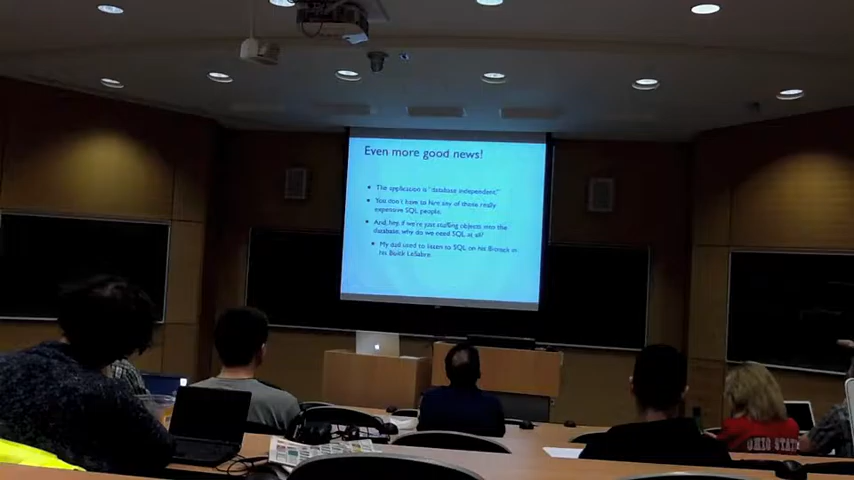 Even more good news!
• The application is "database independent."
• You don't have to hire any of those really
expensive SQL people.
• And, hey, if we're just stuffing objects into the
database, why do we need SQL at all?
• My dad used to listen to SQL on his 8-track in
his Buick LeSabre.
OHIO STATE